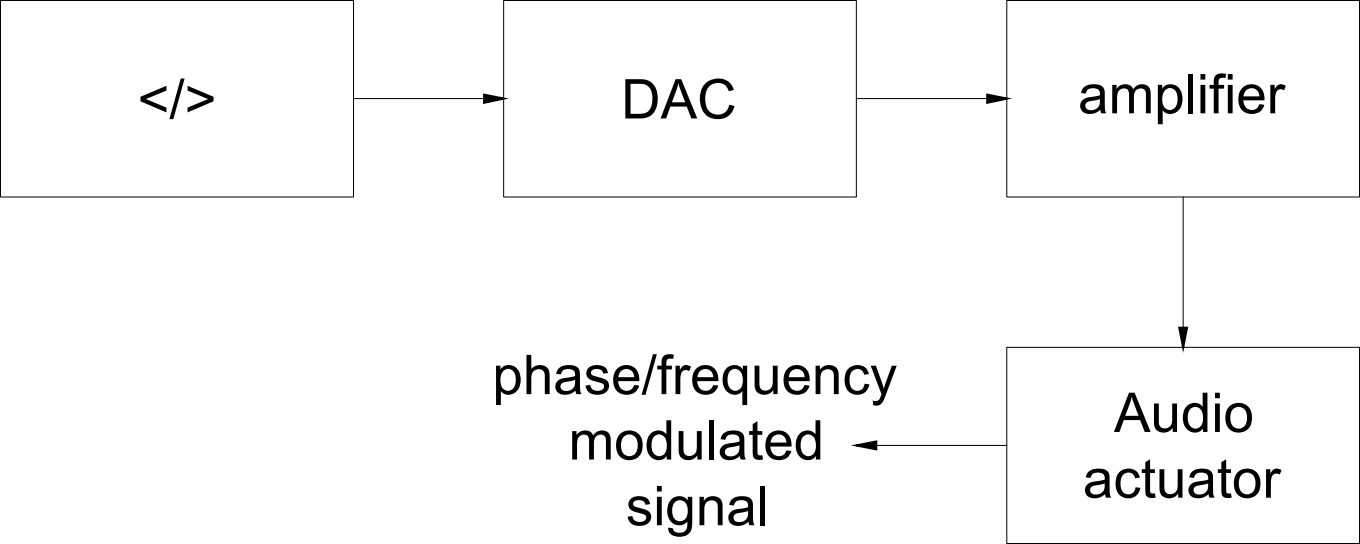 </>
DAC
amplifier
Audio
actuator
phase/frequency
modulated
signal